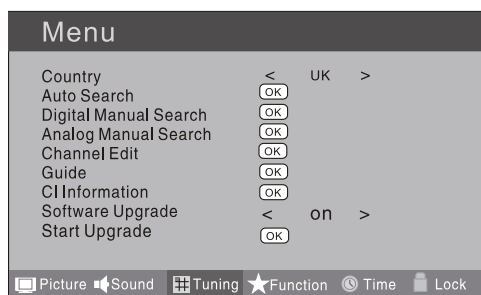 Menu
Country < UK >
Auto Search OK
Digital Manual Search OK
Analog Manual Search OK
Channel Edit OK
Guide OK
CI Information OK
Software Upgrade < on >
Start Upgrade OK
Picture Sound Tuning Function Time Lock